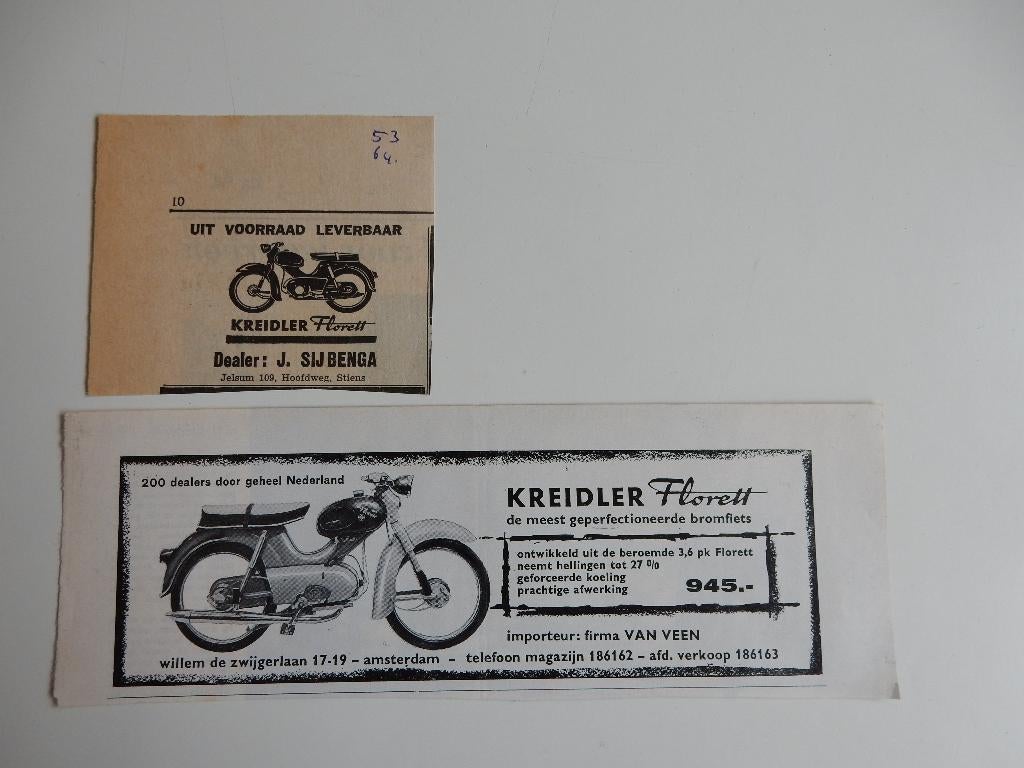 53
64.
10
UIT VOORRAAD LEVERBAAR
KREIDLER Florett
Dealer: J. SIJBENGA
Jelsum 109, Hoofdweg, Stiens
200 dealers door geheel Nederland
KREIDLER Florett
de meest geperfectioneerde bromfiets
ontwikkeld uit de beroemde 3,6 pk Florett
neemt hellingen tot 27 0/0
geforceerde koeling
prachtige afwerking
945.-
importeur: firma VAN VEEN
willem de zwijgerlaan 17-19 – amsterdam – telefoon magazijn 186162 – afd. verkoop 186163